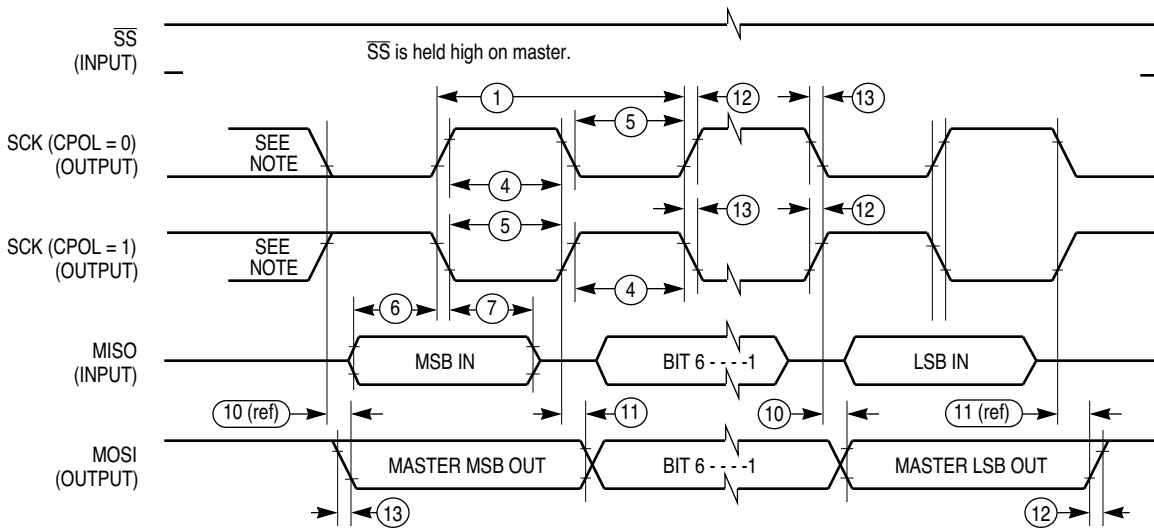 SS
(INPUT)
SS is held high on master.
1
12
13
5
SCK (CPOL = 0)
(OUTPUT)
SEE
NOTE
4
13
12
5
SCK (CPOL = 1)
(OUTPUT)
SEE
NOTE
4
6
7
MISO
(INPUT)
MSB IN
BIT 6 - - - -1
LSB IN
10 (ref)
11
10
11 (ref)
MOSI
(OUTPUT)
MASTER MSB OUT
BIT 6 - - - -1
MASTER LSB OUT
13
12